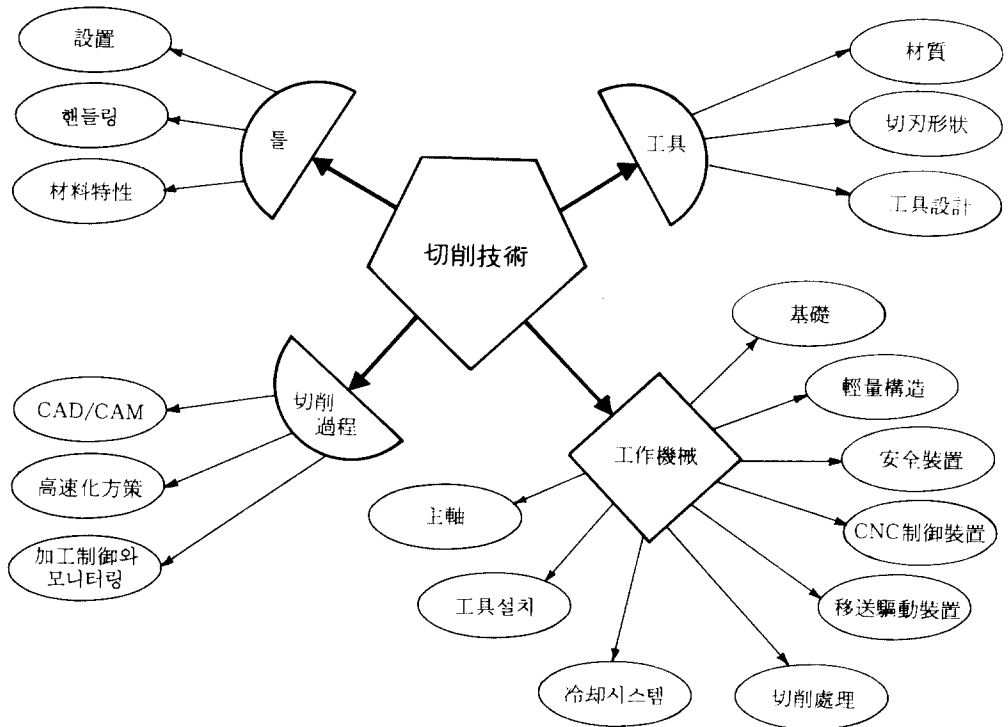 設置
핸들링
材料特性
틀
工具
材質
切刃形狀
工具設計
切削技術
切削
過程
CAD/CAM
高速化方策
加工制御와
모니터링
工作機械
基礎
輕量構造
安全裝置
CNC制御裝置
移送驅動裝置
切削處理
冷却시스템
工具설치
主軸